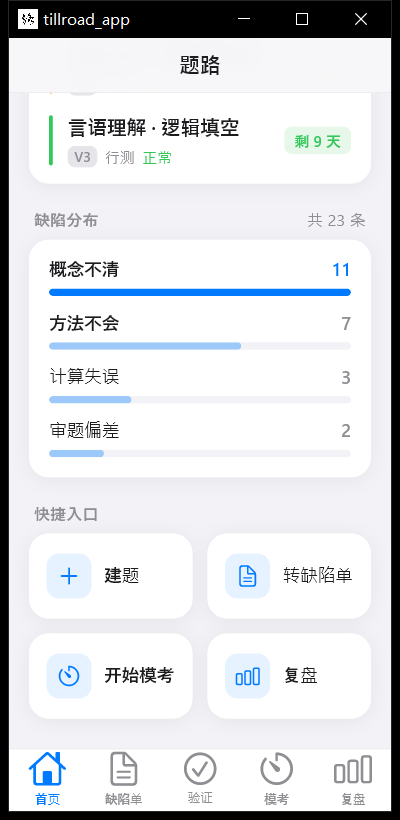 tillroad_app
题路
言语理解 · 逻辑填空
剩 9 天
V3 行测 正常
缺陷分布
共 23 条
概念不清
11
方法不会
7
计算失误
3
审题偏差
2
快捷入口
建题
转缺陷单
开始模考
复盘
首页
缺陷单
验证
模考
复盘